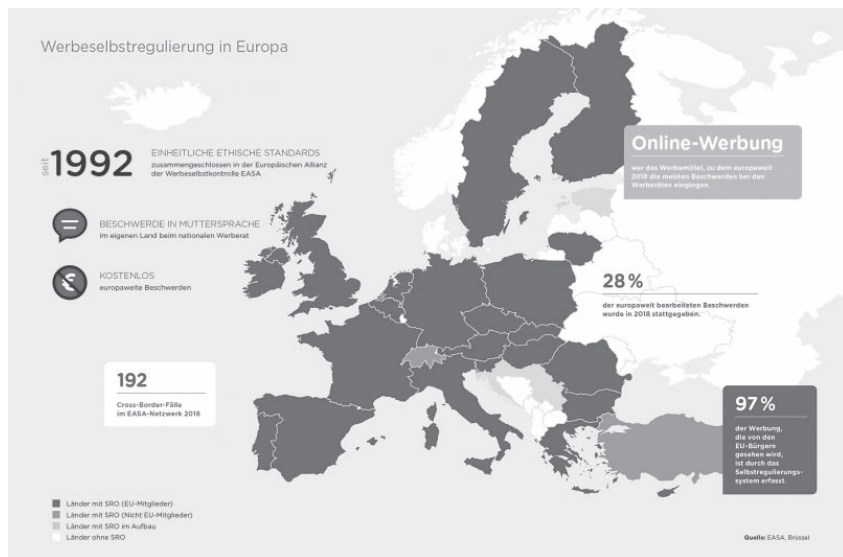 Werbeselbstregulierung in Europa
seit 1992
EINHEITLICHE ETHISCHE STANDARDS
zusammengeschlossen in der Europäischen Allianz
der Werbeselbstkontrolle EASA
BESCHWERDE IN MUTTERSPRACHE
im eigenen Land beim nationalen Werberat
KOSTENLOS
europaweite Beschwerden
Online-Werbung
war das Werbemittel, zu dem europaweit
2018 die meisten Beschwerden bei den
Werberäten eingingen.
28 %
der europaweit bearbeiteten Beschwerden
wurde in 2018 stattgegeben.
192
Cross-Border-Fälle
im EASA-Netzwerk 2018
97 %
der Werbung,
die von den
EU-Bürgern
gesehen wird,
ist durch das
Selbstregulierungs-
system erfasst.
Länder mit SRO (EU-Mitglieder)
Länder mit SRO (Nicht EU-Mitglieder)
Länder mit SRO im Aufbau
Länder ohne SRO
Quelle: EASA, Brüssel